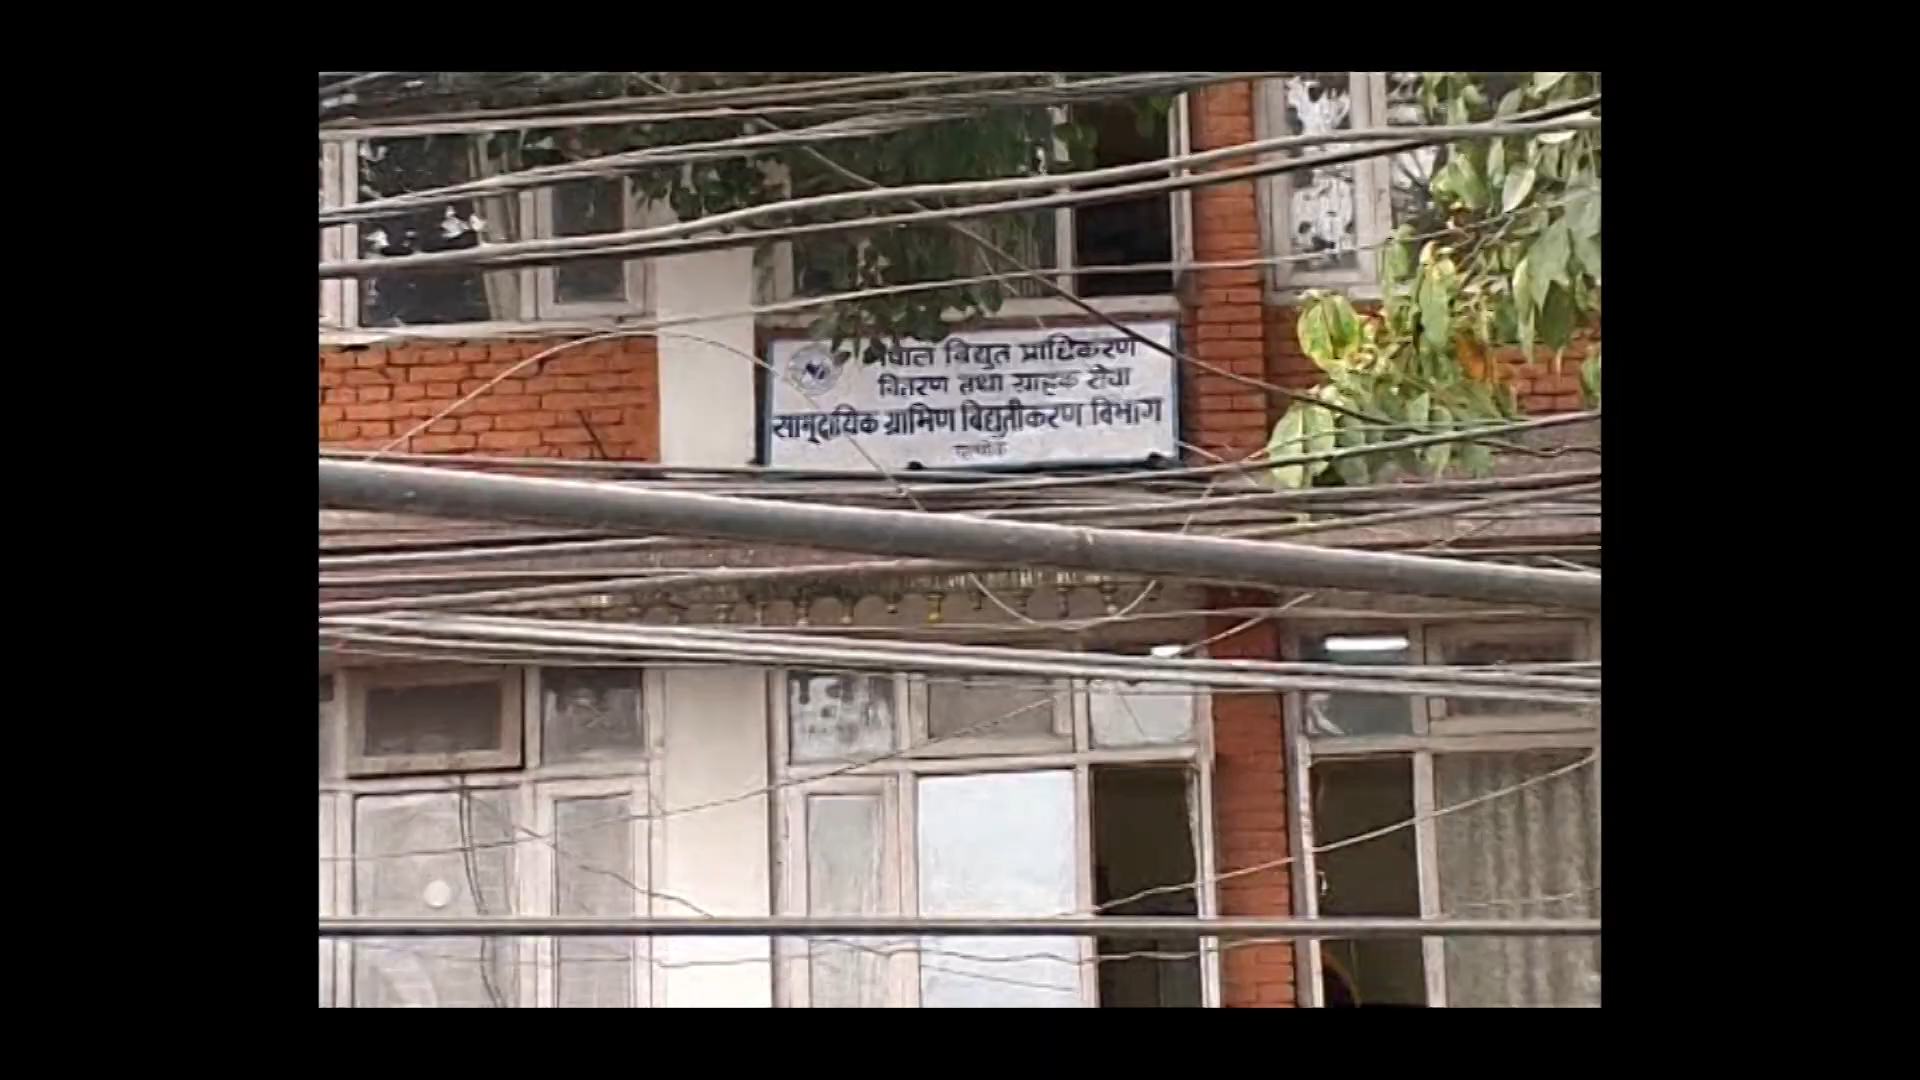 नेपाल विद्युत प्राधिकरण
वितरण तथा ग्राहक सेवा
सामुदायिक ग्रामिण विद्युतीकरण विभाग